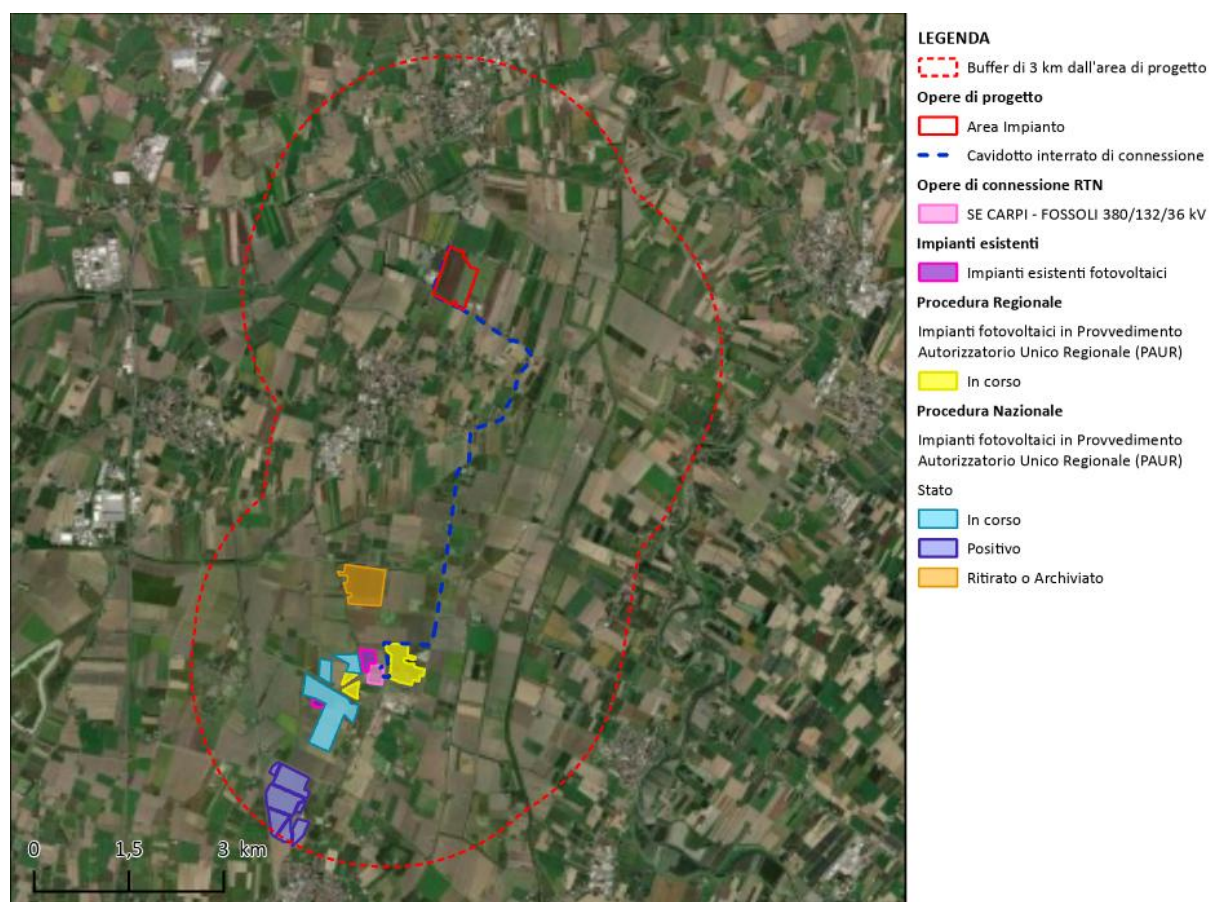 LEGENDA
Buffer di 3 km dall'area di progetto
Opere di progetto
Area Impianto
Cavidotto interrato di connessione
Opere di connessione RTN
SE CARPI - FOSSOLI 380/132/36 kV
Impianti esistenti
Impianti esistenti fotovoltaici
Procedura Regionale
Impianti fotovoltaici in Provvedimento
Autorizzatorio Unico Regionale (PAUR)
In corso
Procedura Nazionale
Impianti fotovoltaici in Provvedimento
Autorizzatorio Unico Regionale (PAUR)
Stato
In corso
Positivo
Ritirato o Archiviato
0 1,5 3 km